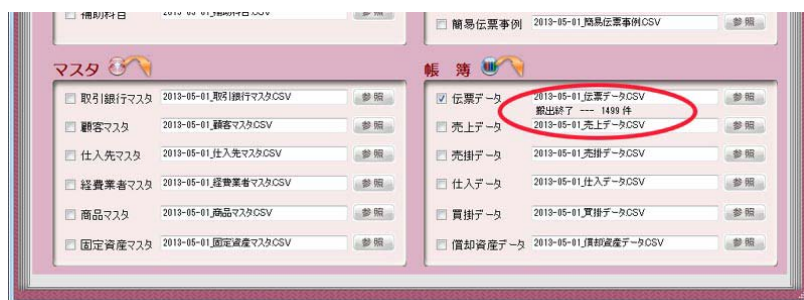 補助科目 2013-05-01_補助科目.CSV 参照
簡易伝票事例 2013-05-01_簡易伝票事例.CSV 参照
マスタ
取引銀行マスタ 2013-05-01_取引銀行マスタ.CSV 参照
顧客マスタ 2013-05-01_顧客マスタ.CSV 参照
仕入先マスタ 2013-05-01_仕入先マスタ.CSV 参照
経費業者マスタ 2013-05-01_経費業者マスタ.CSV 参照
商品マスタ 2013-05-01_商品マスタ.CSV 参照
固定資産マスタ 2013-05-01_固定資産マスタ.CSV 参照
帳 簿
伝票データ 2013-05-01_伝票データ.CSV 参照
搬出終了 --- 1499 件
売上データ 2013-05-01_売上データ.CSV 参照
売掛データ 2013-05-01_売掛データ.CSV 参照
仕入データ 2013-05-01_仕入データ.CSV 参照
買掛データ 2013-05-01_買掛データ.CSV 参照
償却資産データ 2013-05-01_償却資産データ.CSV 参照